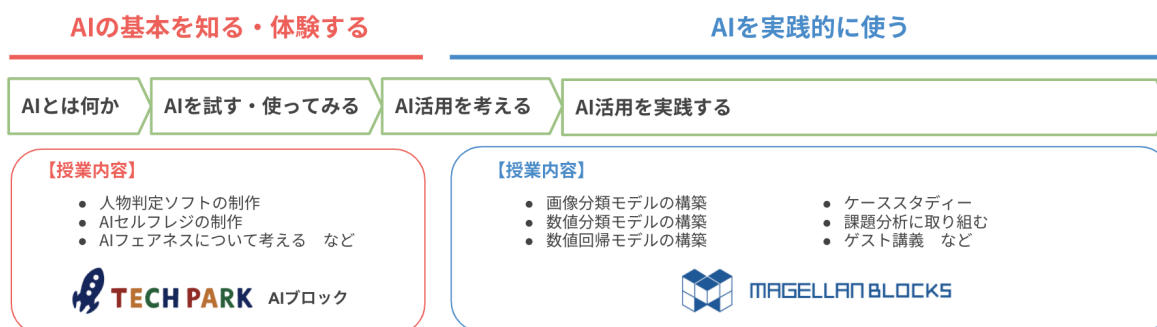 AIの基本を知る・体験する
AIを実践的に使う
AIとは何か
AIを試す・使ってみる
AI活用を考える
AI活用を実践する
【授業内容】
● 人物判定ソフトの制作
● AIセルフレジの制作
● AIフェアネスについて考える　など
TECH PARK AIブロック
【授業内容】
● 画像分類モデルの構築
● 数値分類モデルの構築
● 数値回帰モデルの構築
● ケーススタディー
● 課題分析に取り組む
● ゲスト講義　など
MAGELLAN BLOCKS